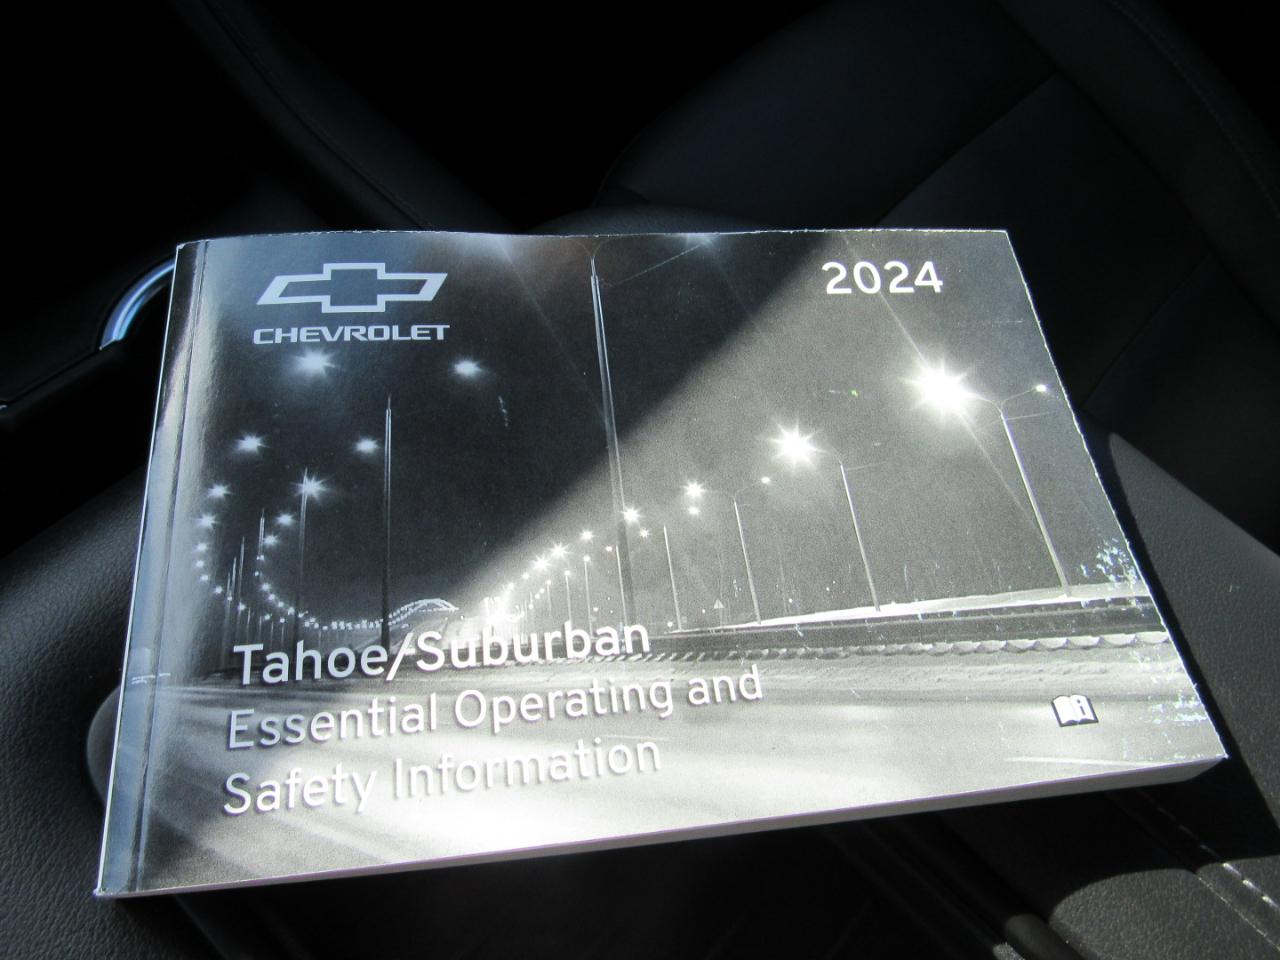 CHEVROLET
2024
Tahoe/Suburban
Essential Operating and
Safety Information
i